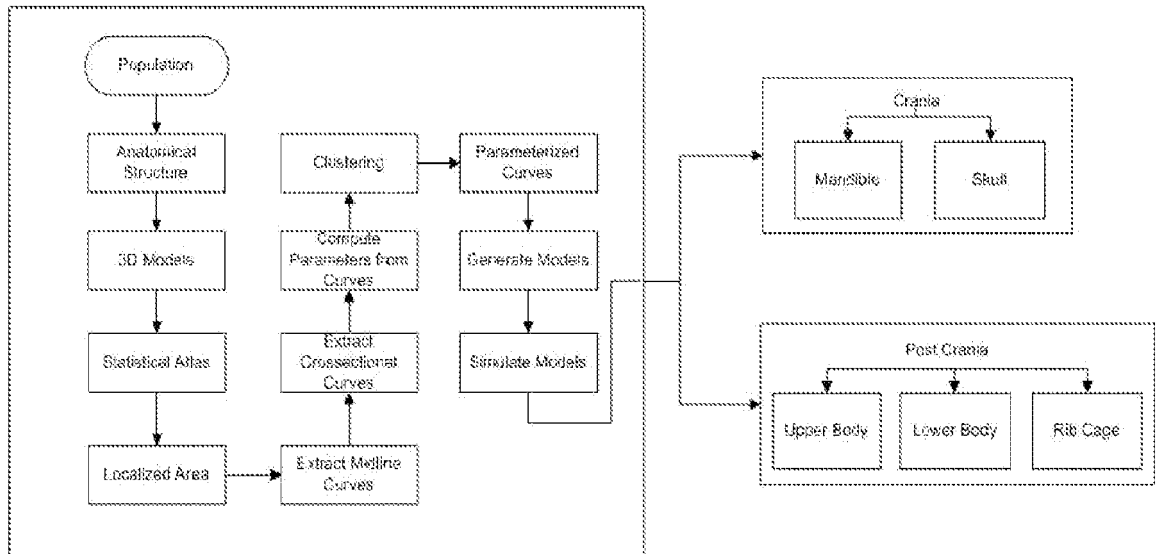 Population
Anatomical
Structure
3D Models
Statistical Atlas
Localized Area
Extract Midline
Curves
Extract
Crossectional
Curves
Compute
Parameters from
Curves
Clustering
Parameterized
Curves
Generate Models
Simulate Models
Crania
Mandible
Skull
Post Crania
Upper Body
Lower Body
Rib Cage